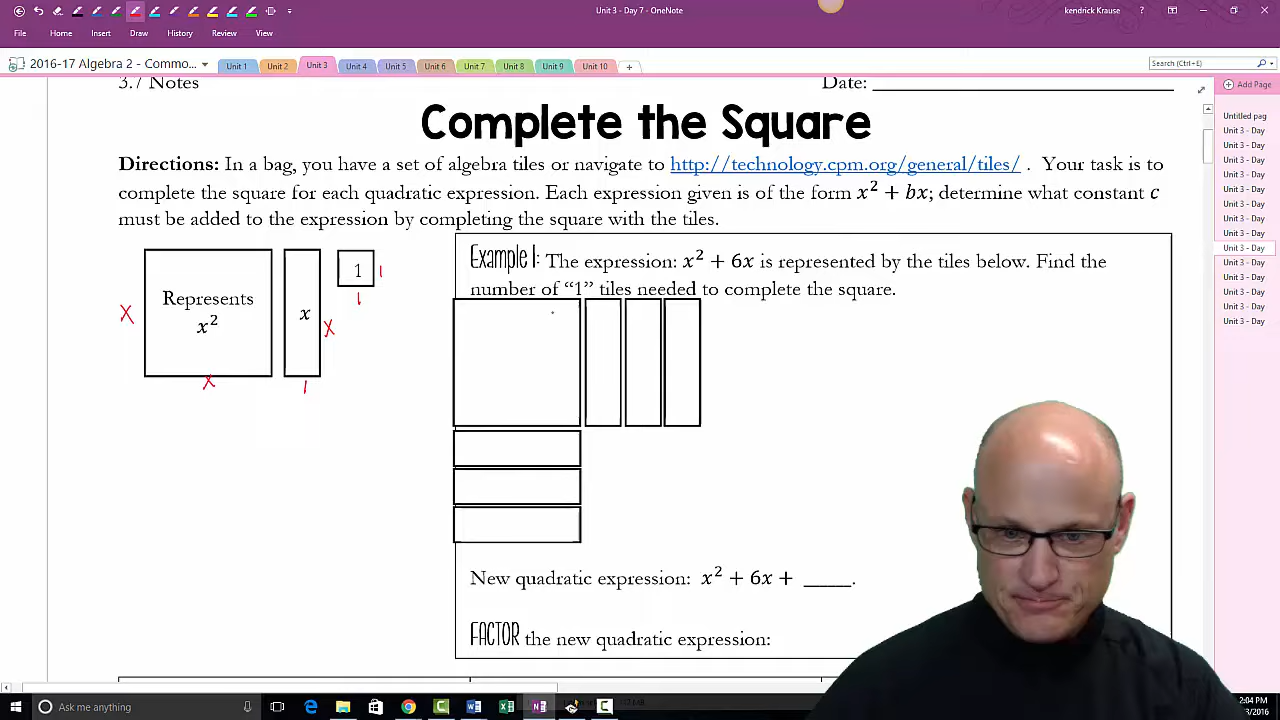 Unit 3 - Day 7 - OneNote
kendrick Krause
File Home Insert Draw History Review View
2016-17 Algebra 2 - Commo...
Unit 1 Unit 2 Unit 3 Unit 4 Unit 5 Unit 6 Unit 7 Unit 8 Unit 9 Unit 10
Search (Ctrl+E)
Add Page
3.7 Notes
Date: _______________
Complete the Square
Directions: In a bag, you have a set of algebra tiles or navigate to http://technology.cpm.org/general/tiles/ . Your task is to
complete the square for each quadratic expression. Each expression given is of the form x² + bx; determine what constant c
must be added to the expression by completing the square with the tiles.
Represents
x²
x
1
X
X
X
1
1
1
Example 1: The expression: x² + 6x is represented by the tiles below. Find the
number of “1” tiles needed to complete the square.
New quadratic expression: x² + 6x + _____.
FACTOR the new quadratic expression:
Untitled pag
Unit 3 - Day
Unit 3 - Day
Unit 3 - Day
Unit 3 - Day
Unit 3 - Day
Unit 3 - Day
Unit 3 - Day
Unit 3 - Day
Unit 3 - Day
Unit 3 - Day
Unit 3 - Day
Unit 3 - Day
Unit 3 - Day
Unit 3 - Day
Ask me anything
2:04 PM